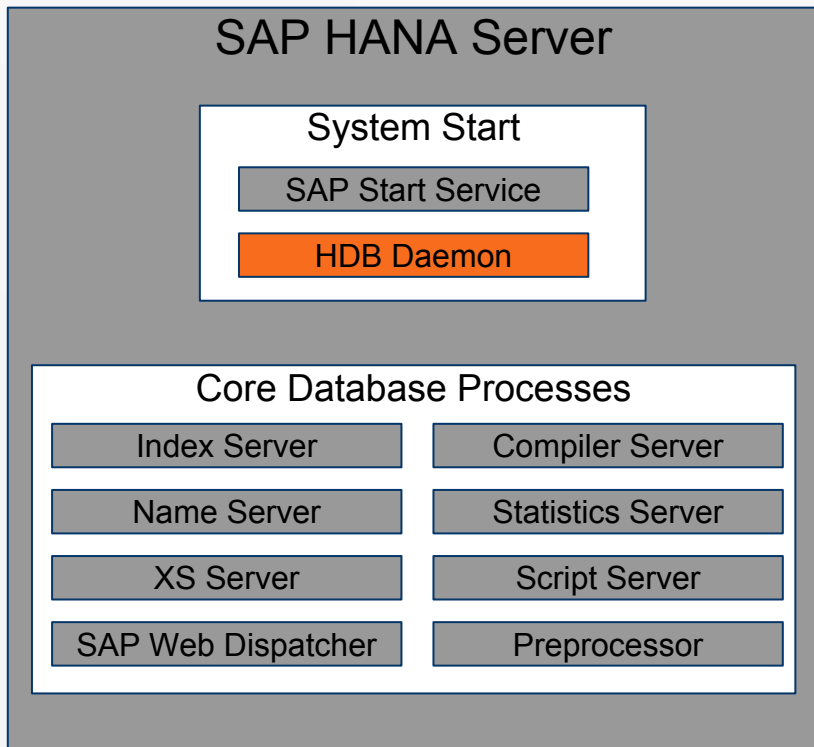 SAP HANA Server
System Start
SAP Start Service
HDB Daemon
Core Database Processes
Index Server
Compiler Server
Name Server
Statistics Server
XS Server
Script Server
SAP Web Dispatcher
Preprocessor